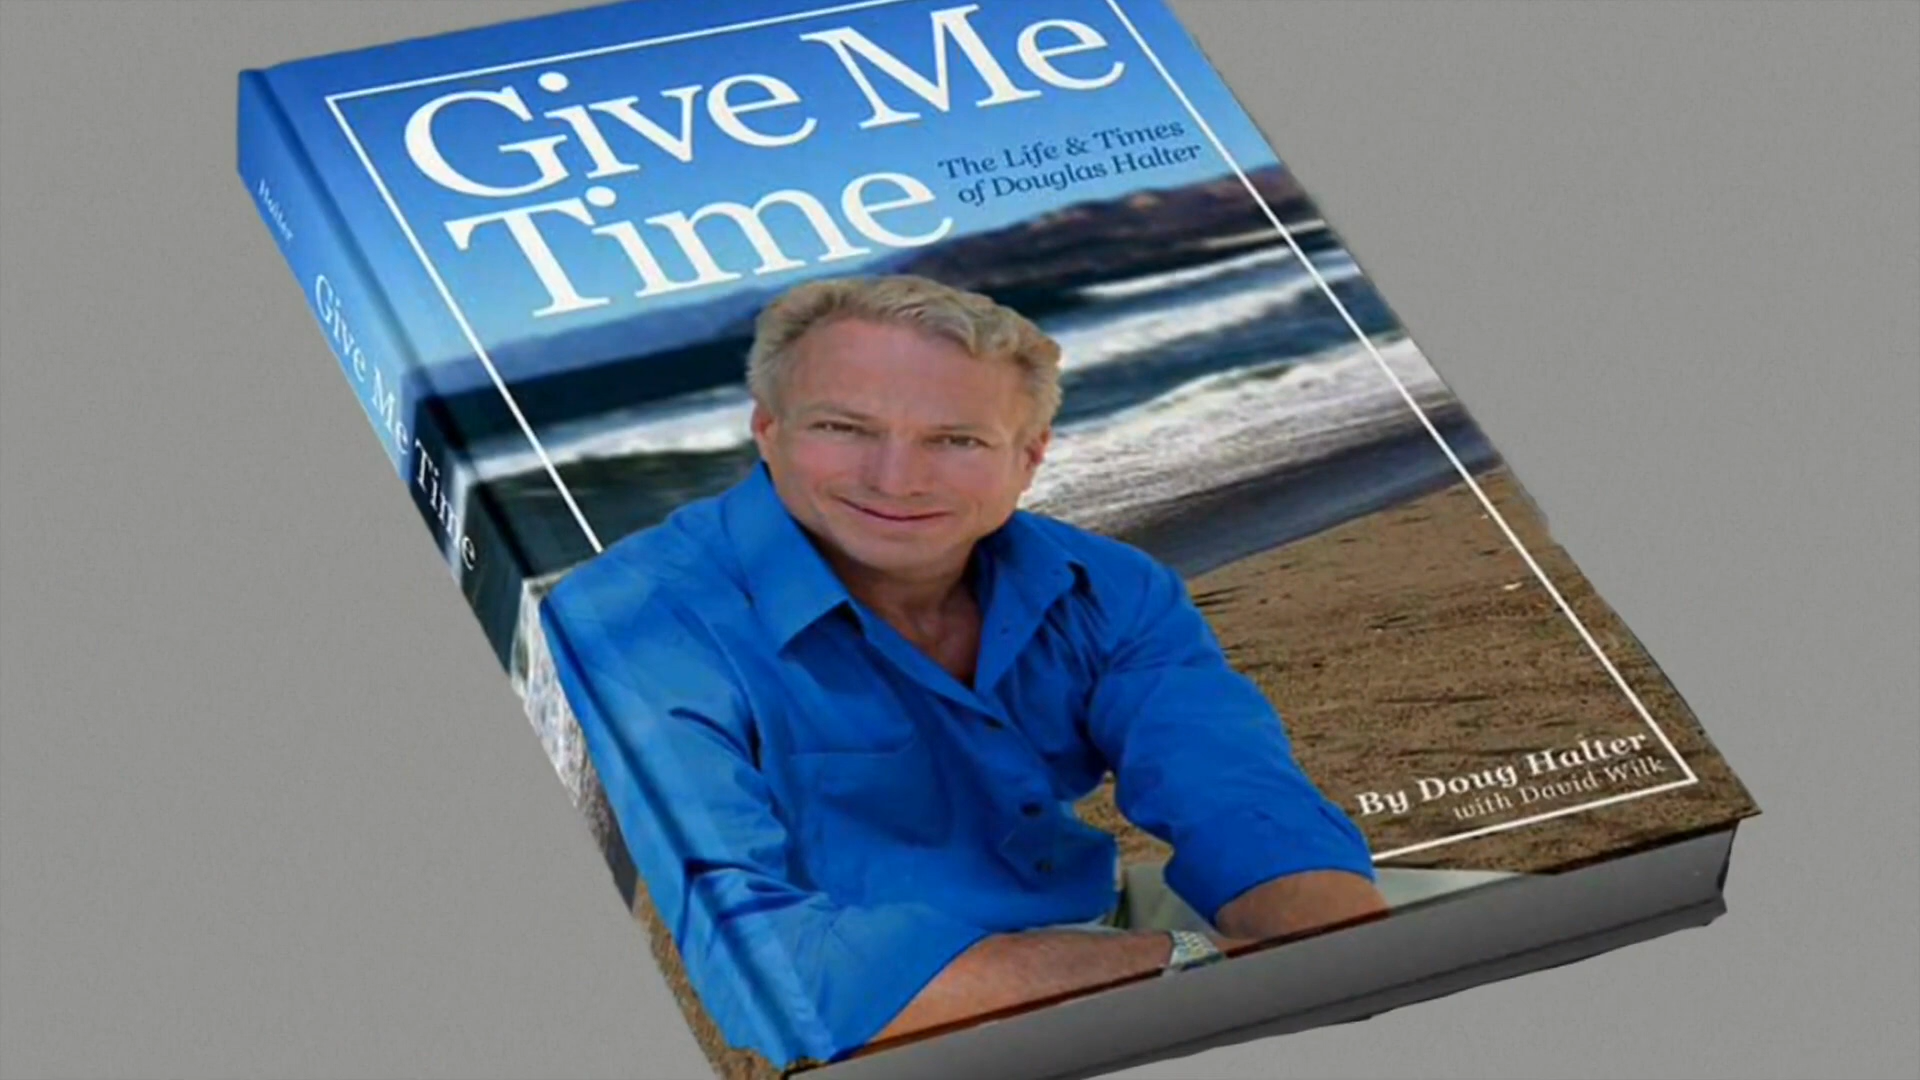 Give Me
Time
The Life & Times
of Douglas Halter
Halter
Give Me Time
By Doug Halter
with David Wilk